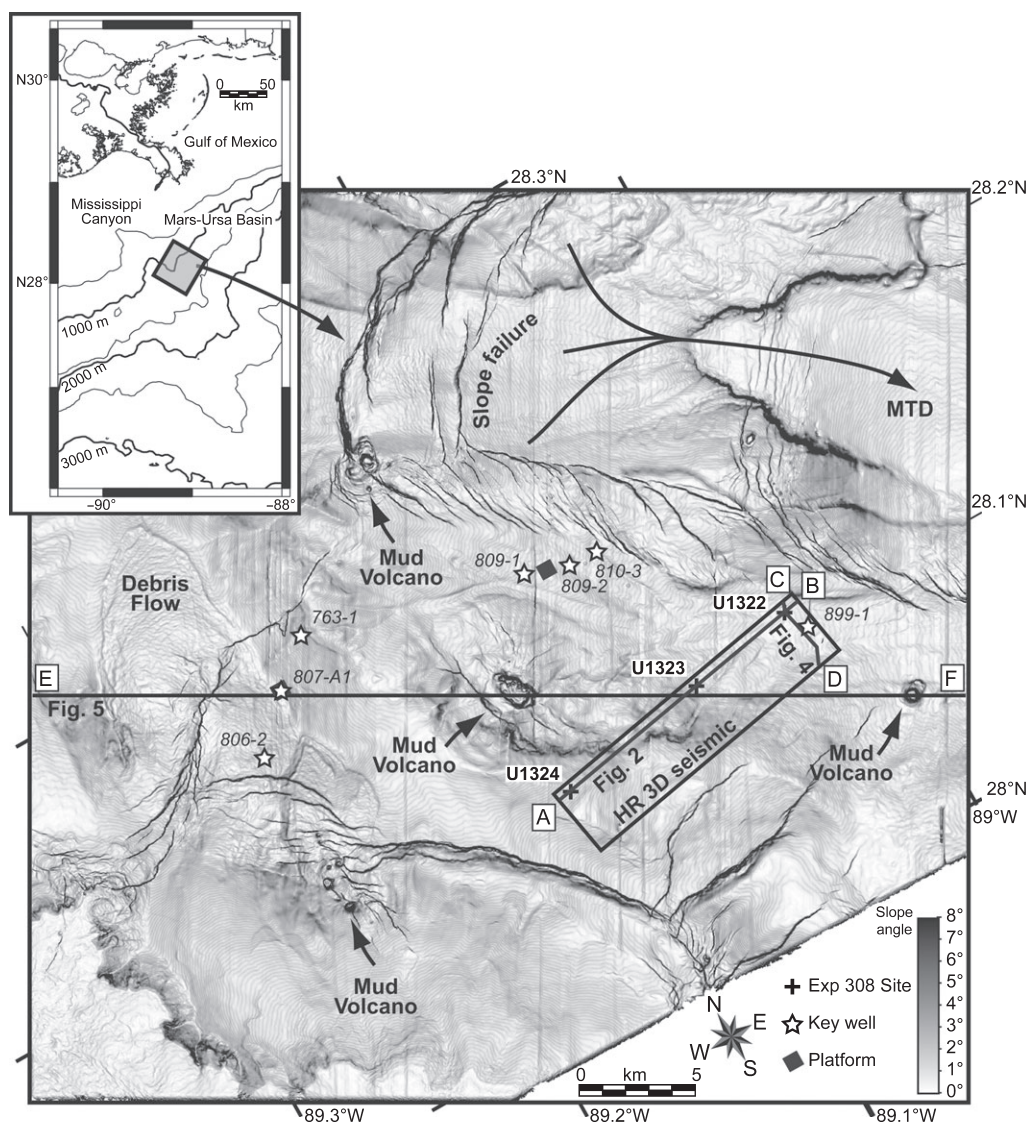 N30°
0 50
km
Gulf of Mexico
Mississippi
Canyon
Mars-Ursa Basin
N28°
1000 m
2000 m
3000 m
-90°
-88°
28.3°N
28.2°N
Slope failure
MTD
28.1°N
Mud
Volcano
809-1
809-2
810-3
Debris
Flow
763-1
C
B
U1322
899-1
Fig. 4
D
U1323
E
807-A1
F
Fig. 5
806-2
Mud
Volcano
Mud
Volcano
U1324
Fig. 2
HR 3D seismic
A
28°N
89°W
Mud
Volcano
Slope
angle
8°
7°
6°
5°
4°
3°
2°
1°
0°
Exp 308 Site
Key well
Platform
N
E
W
S
0 km 5
89.3°W
89.2°W
89.1°W